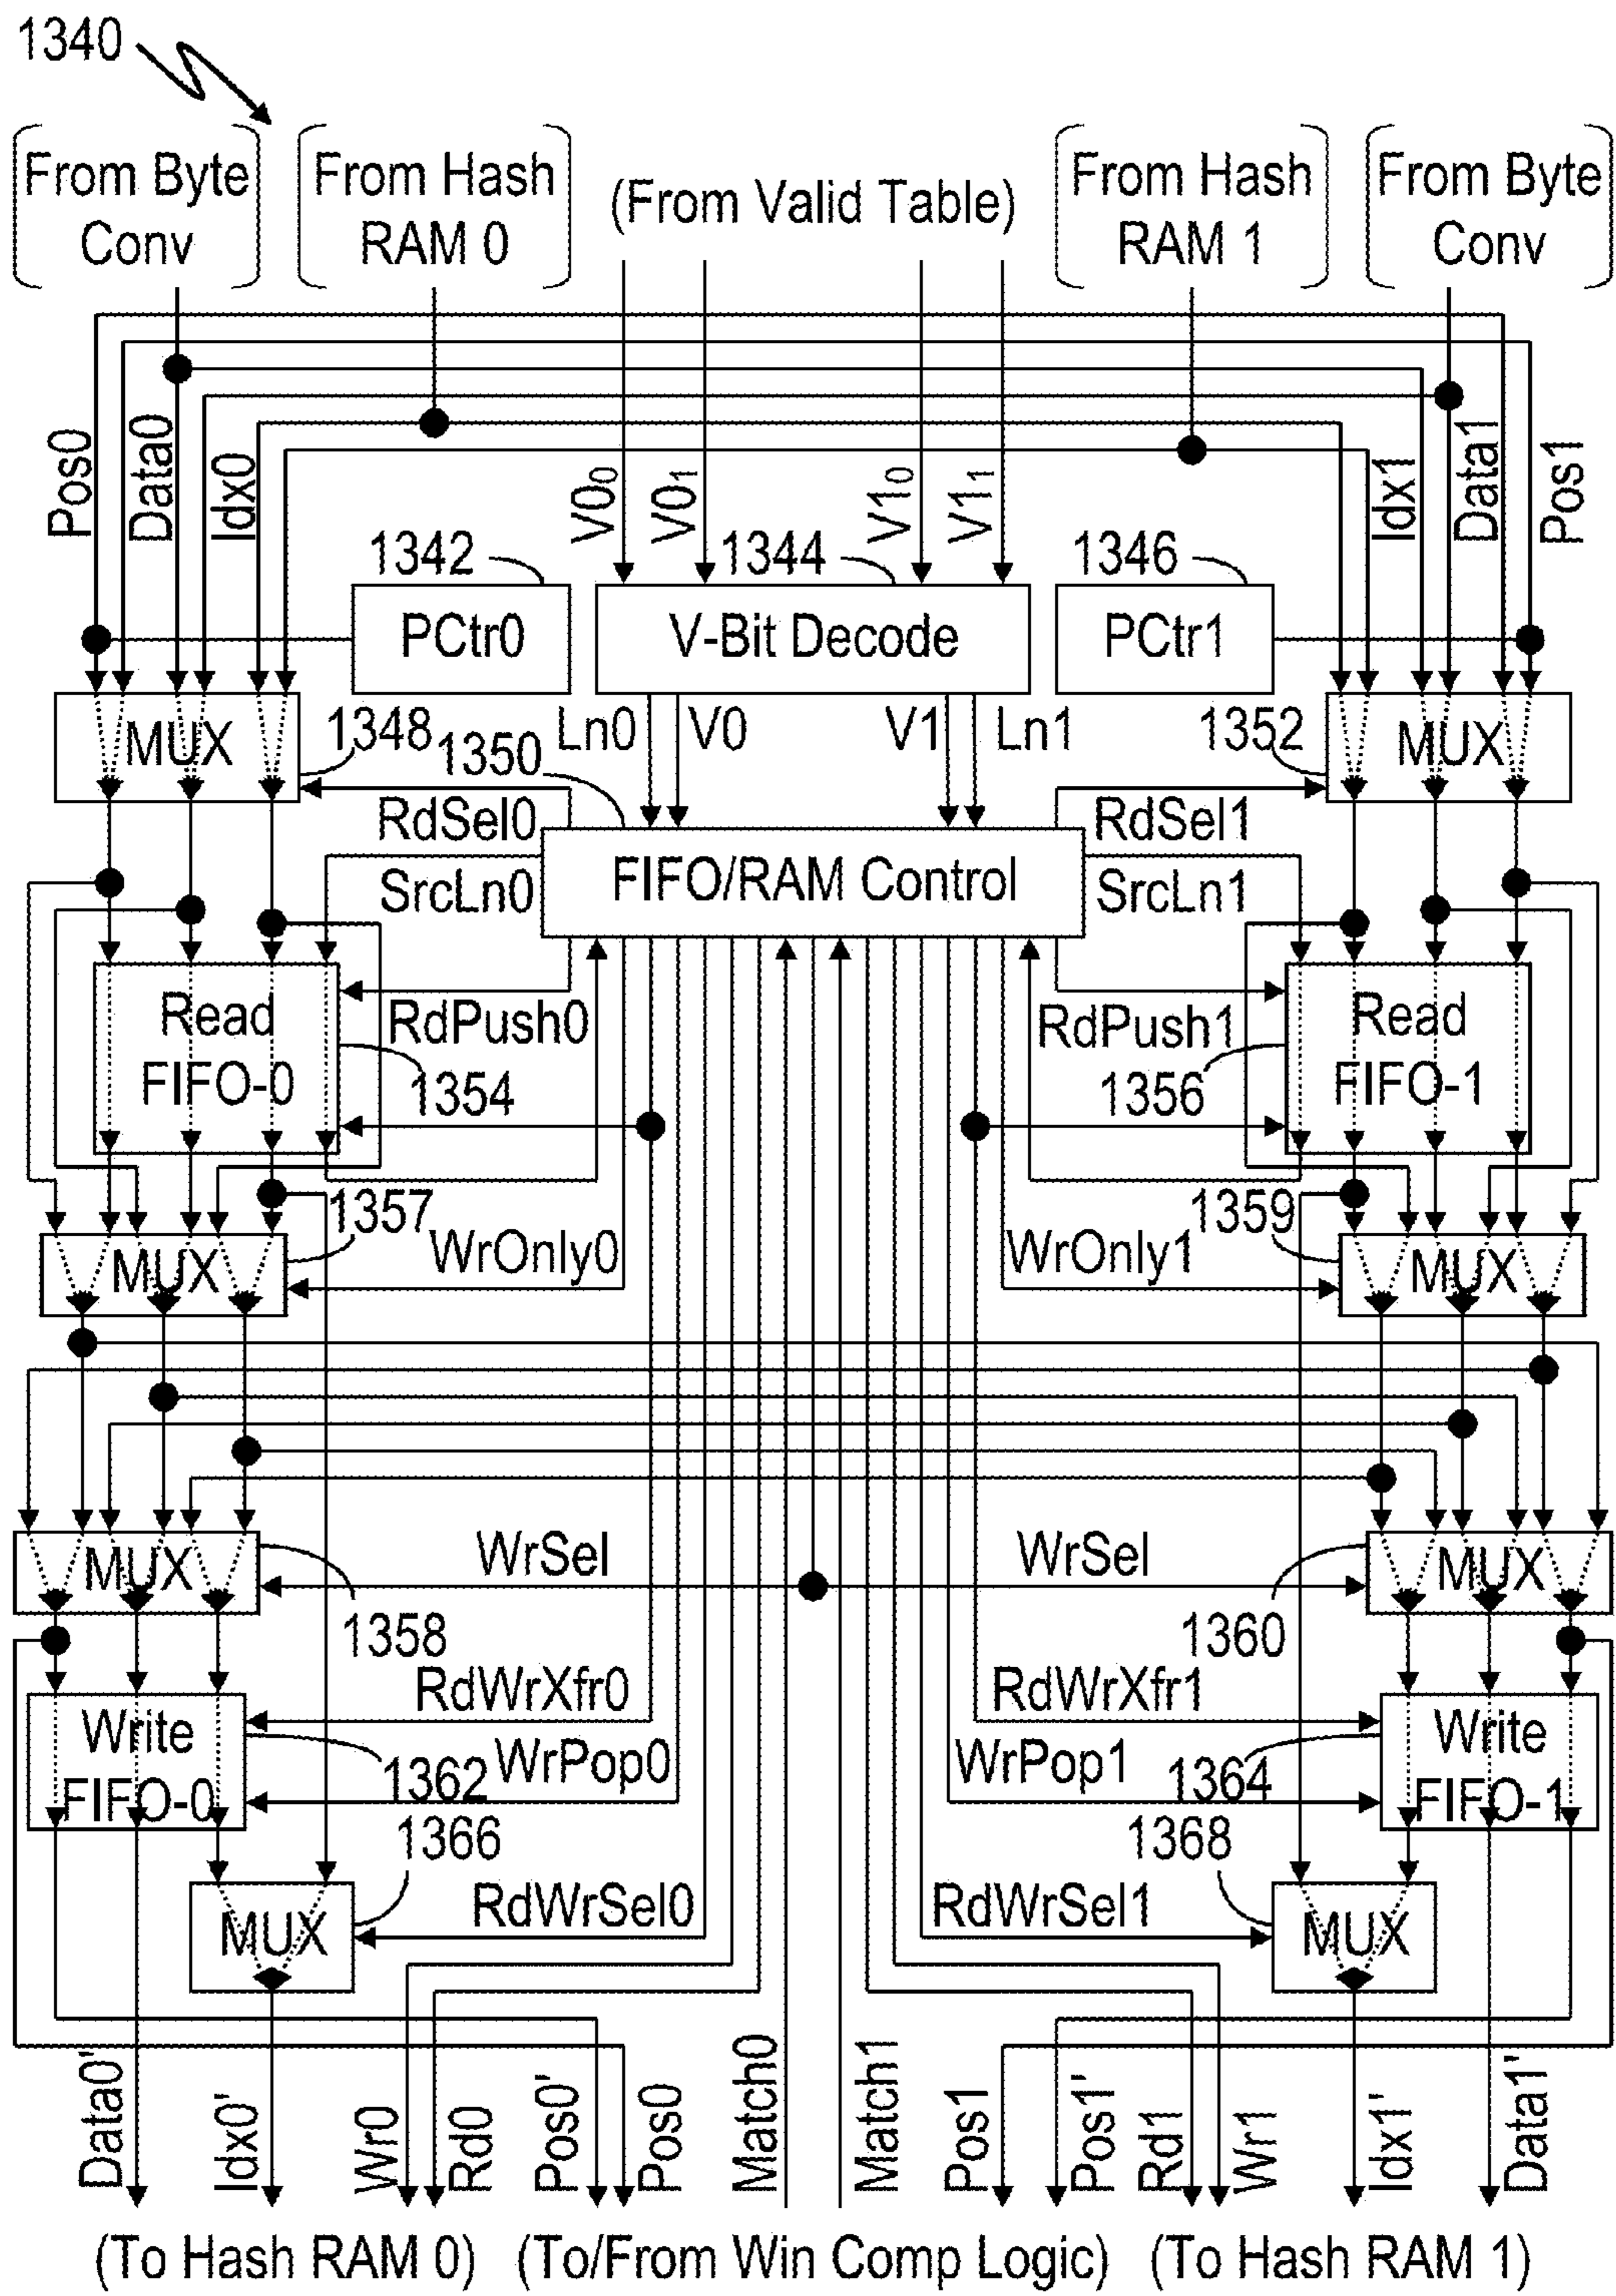 1340
From Byte
Conv
From Hash
RAM 0
(From Valid Table)
From Hash
RAM 1
From Byte
Conv
Pos0
Data0
Idx0
V0₀
V0₁
V1₀
V1₁
Idx1
Data1
Pos1
1342
1344
1346
PCtr0
V-Bit Decode
PCtr1
MUX
1348
1350
Ln0
V0
V1
Ln1
1352
MUX
RdSel0
RdSel1
SrcLn0
FIFO/RAM Control
SrcLn1
Read
FIFO-0
RdPush0
1354
RdPush1
1356
Read
FIFO-1
1357
1359
MUX
WrOnly0
WrOnly1
MUX
MUX
WrSel
WrSel
MUX
1358
1360
RdWrXfr0
RdWrXfr1
Write
FIFO-0
1362
WrPop0
WrPop1
1364
Write
FIFO-1
1366
1368
MUX
RdWrSel0
RdWrSel1
MUX
Data0'
Idx0'
Wr0
Rd0
Pos0'
Pos0
Match0
Match1
Pos1
Pos1'
Rd1
Wr1
Idx1'
Data1'
(To Hash RAM 0)
(To/From Win Comp Logic)
(To Hash RAM 1)